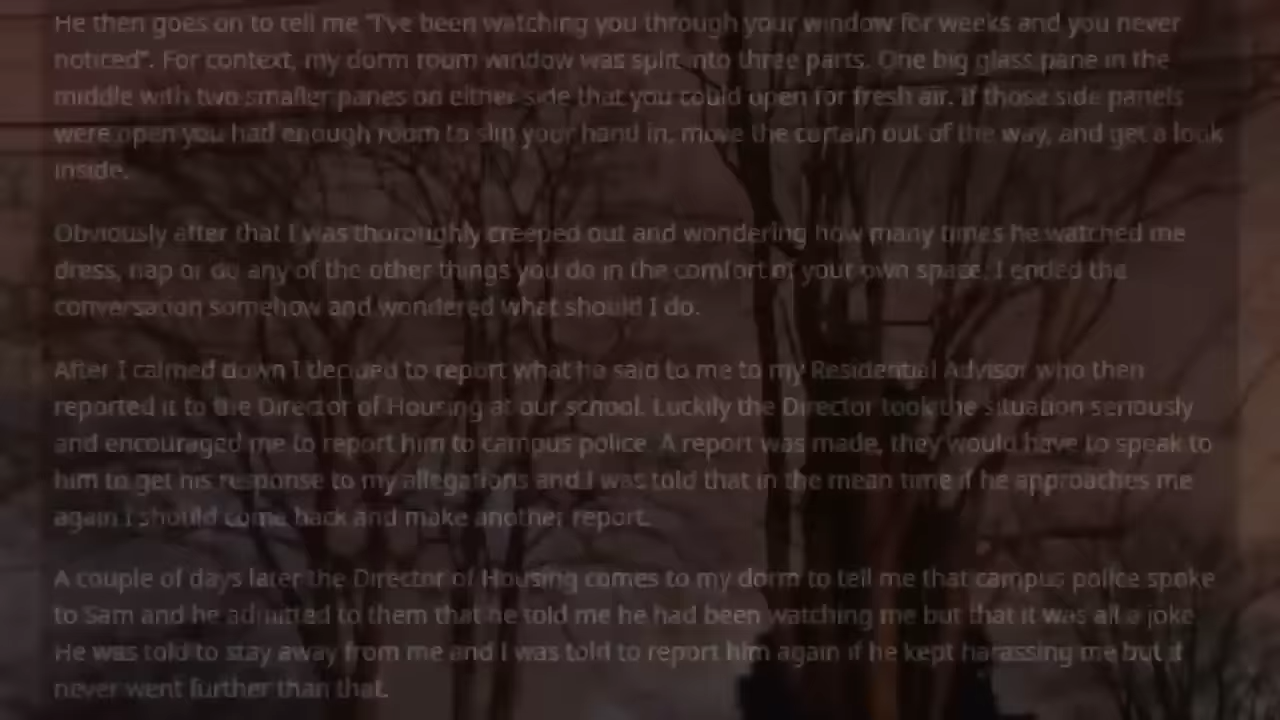 He then goes on to tell me "I've been watching you through your window for weeks and you never
noticed". For context, my dorm room window was split into three parts. One big glass pane in the
middle with two smaller panes on either side that you could open for fresh air. If those side panels
were open you had enough room to slip your hand in, move the curtain out of the way, and get a look
inside.
Obviously after that I was thoroughly creeped out and wondering how many times he watched me
dress, nap or do any of the other things you do in the comfort of your own space. I ended the
conversation somehow and wondered what should I do.
After I calmed down I decided to report what he said to me to my Residential Advisor who then
reported it to the Director of Housing at our school. Luckily the Director took the situation seriously
and encouraged me to report him to campus police. A report was made, they would have to speak to
him to get his response to my allegations and I was told that in the mean time if he approaches me
again I should come back and make another report.
A couple of days later the Director of Housing comes to my dorm to tell me that campus police spoke
to Sam and he admitted to them that he told me he had been watching me but that it was all a joke.
He was told to stay away from me and I was told to report him again if he kept harassing me but it
never went further than that.